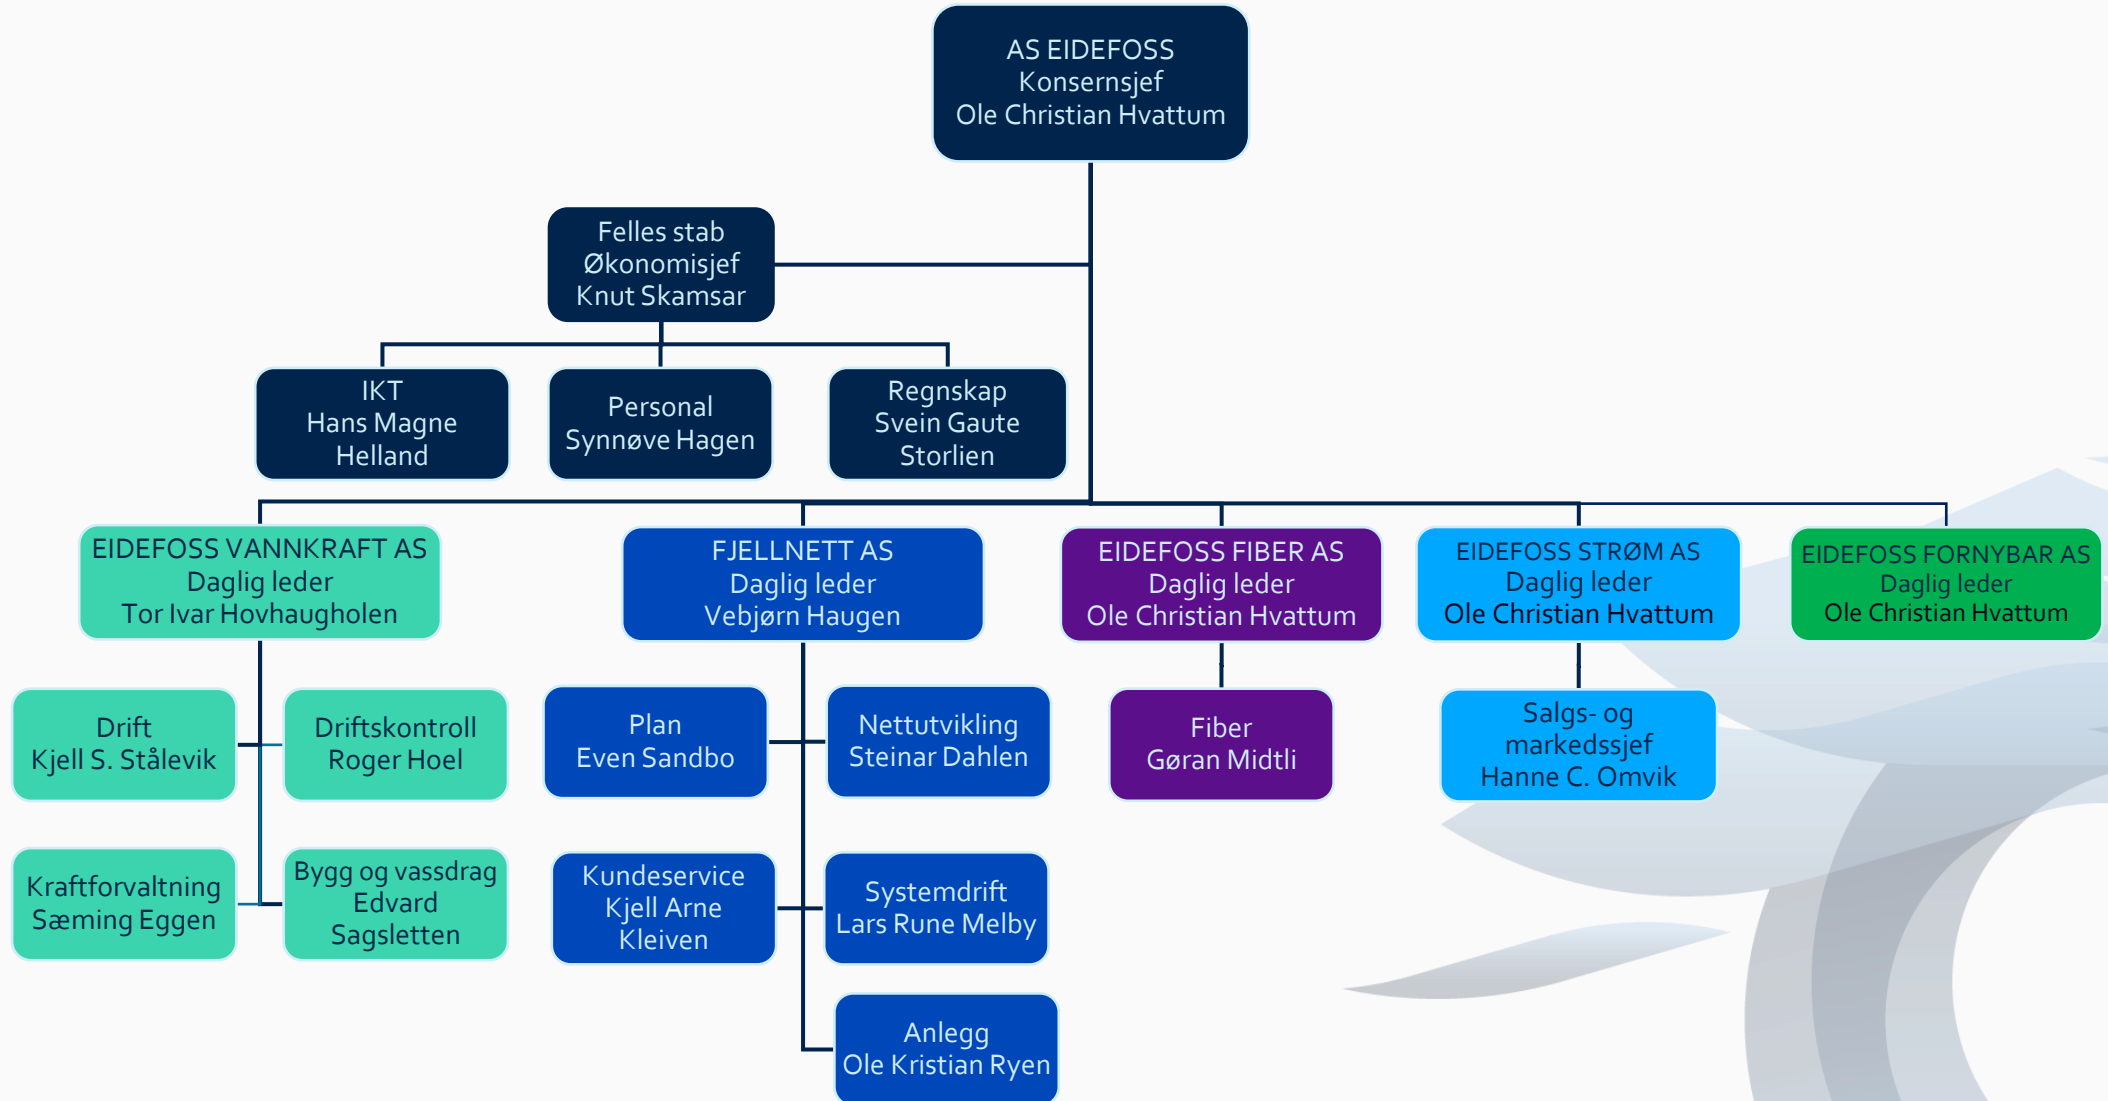 AS EIDEFOSS
Konsernsjef
Ole Christian Hvattum
Felles stab
Økonomisjef
Knut Skamsar
IKT
Hans Magne
Helland
Personal
Synnøve Hagen
Regnskap
Svein Gaute
Storlien
EIDEFOSS VANNKRAFT AS
Daglig leder
Tor Ivar Hovhaugholen
FJELLNETT AS
Daglig leder
Vebjørn Haugen
EIDEFOSS FIBER AS
Daglig leder
Ole Christian Hvattum
EIDEFOSS STRØM AS
Daglig leder
Ole Christian Hvattum
EIDEFOSS FORNYBAR AS
Daglig leder
Ole Christian Hvattum
Drift
Kjell S. Stålevik
Driftskontroll
Roger Hoel
Plan
Even Sandbo
Nettutvikling
Steinar Dahlen
Fiber
Gøran Midtli
Salgs- og
markedssjef
Hanne C. Omvik
Kraftforvaltning
Sæming Eggen
Bygg og vassdrag
Edvard
Sagsletten
Kundeservice
Kjell Arne
Kleiven
Systemdrift
Lars Rune Melby
Anlegg
Ole Kristian Ryen